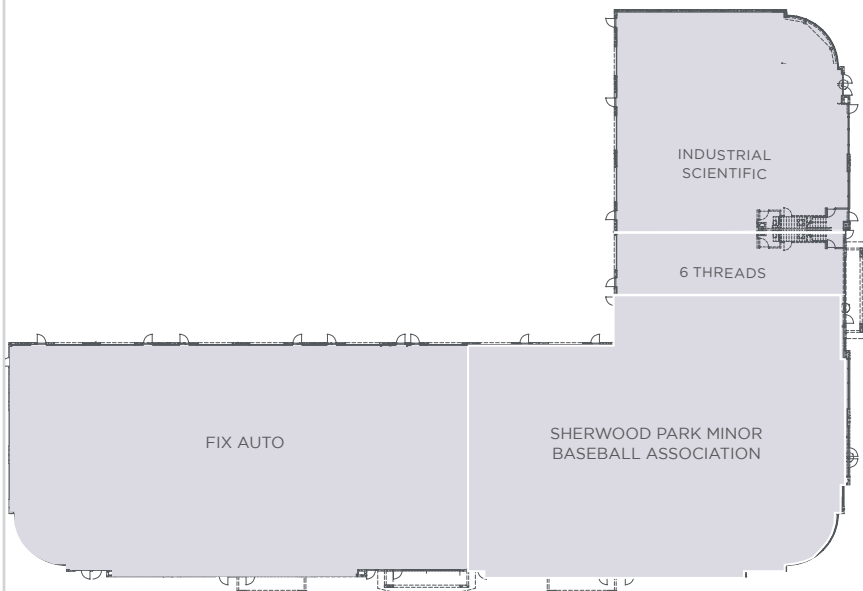 INDUSTRIAL
SCIENTIFIC
6 THREADS
FIX AUTO
SHERWOOD PARK MINOR
BASEBALL ASSOCIATION